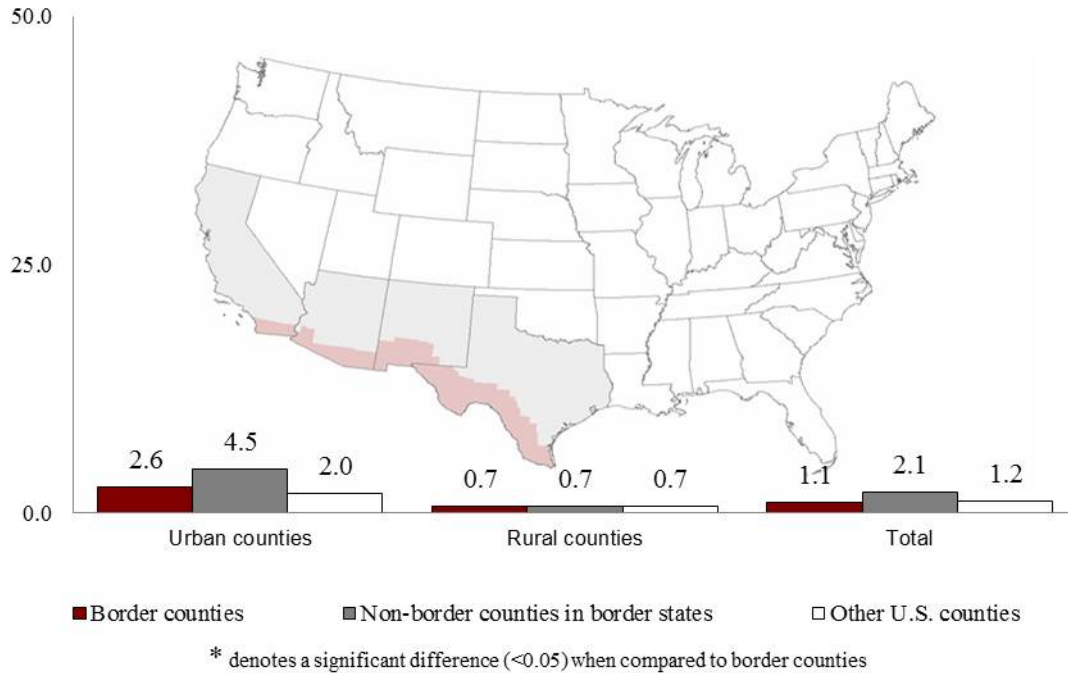 50.0
25.0
0.0
2.6 4.5 2.0 0.7 0.7 0.7 1.1 2.1 1.2
Urban counties Rural counties Total
Border counties Non-border counties in border states Other U.S. counties
* denotes a significant difference (<0.05) when compared to border counties